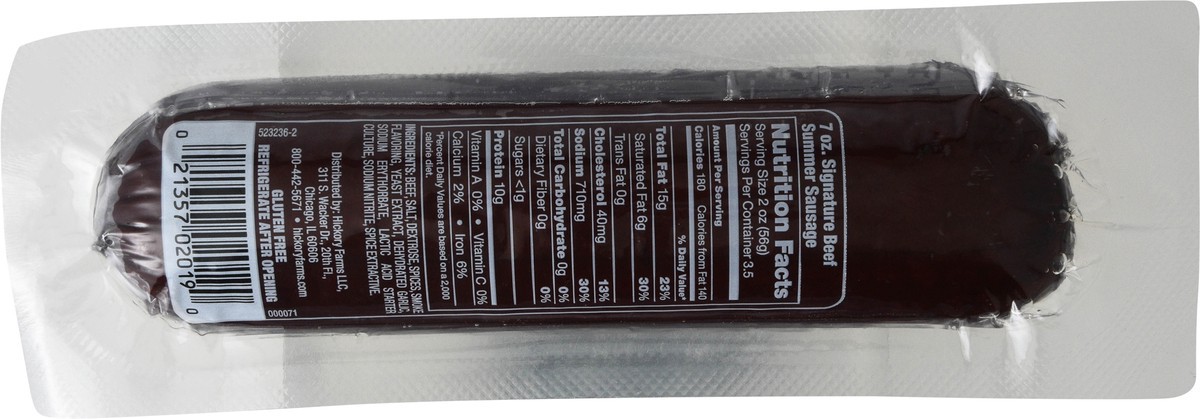 7 oz. Signature Beef
Summer Sausage
Nutrition Facts
Serving Size 2 oz (56g)
Servings Per Container 3.5
Amount Per Serving
Calories 180 Calories from Fat 140
% Daily Value*
Total Fat 15g 23%
Saturated Fat 6g 30%
Trans Fat 0g
Cholesterol 40mg 13%
Sodium 710mg 30%
Total Carbohydrate 0g 0%
Dietary Fiber 0g 0%
Sugars <1g
Protein 10g
Vitamin A 0% • Vitamin C 0%
Calcium 2% • Iron 6%
*Percent Daily Values are based on a 2,000
calorie diet.
INGREDIENTS: BEEF, SALT, DEXTROSE, SPICES, SMOKE
FLAVORING, YEAST EXTRACT, DEHYDRATED GARLIC,
SODIUM ERYTHORBATE, LACTIC ACID STARTER
CULTURE, SODIUM NITRITE, SPICE EXTRACTIVE.
Distributed by: Hickory Farms LLC,
311 S. Wacker Dr., 20th Fl.,
Chicago, IL 60606
800-442-5671 • hickoryfarms.com
GLUTEN FREE
REFRIGERATE AFTER OPENING
523236-2
000071
0 21357 02019 0